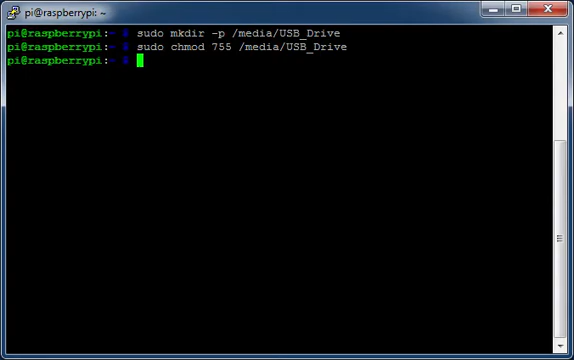 pi@raspberrypi: ~
pi@raspberrypi:~ $ sudo mkdir -p /media/USB_Drive
pi@raspberrypi:~ $ sudo chmod 755 /media/USB_Drive
pi@raspberrypi:~ $